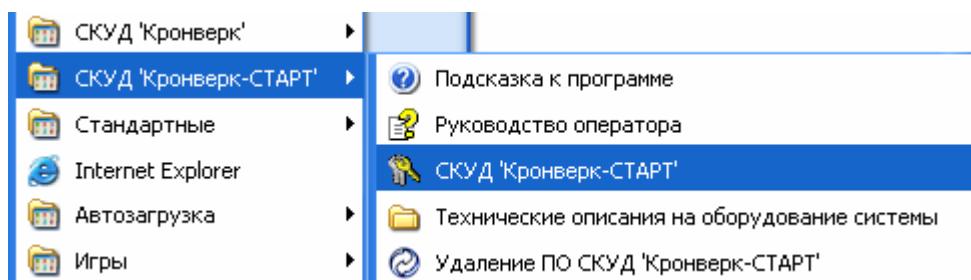 СКУД 'Кронверк'
СКУД 'Кронверк-СТАРТ'
Стандартные
Internet Explorer
Автозагрузка
Игры
Подсказка к программе
Руководство оператора
СКУД 'Кронверк-СТАРТ'
Технические описания на оборудование системы
Удаление ПО СКУД 'Кронверк-СТАРТ'